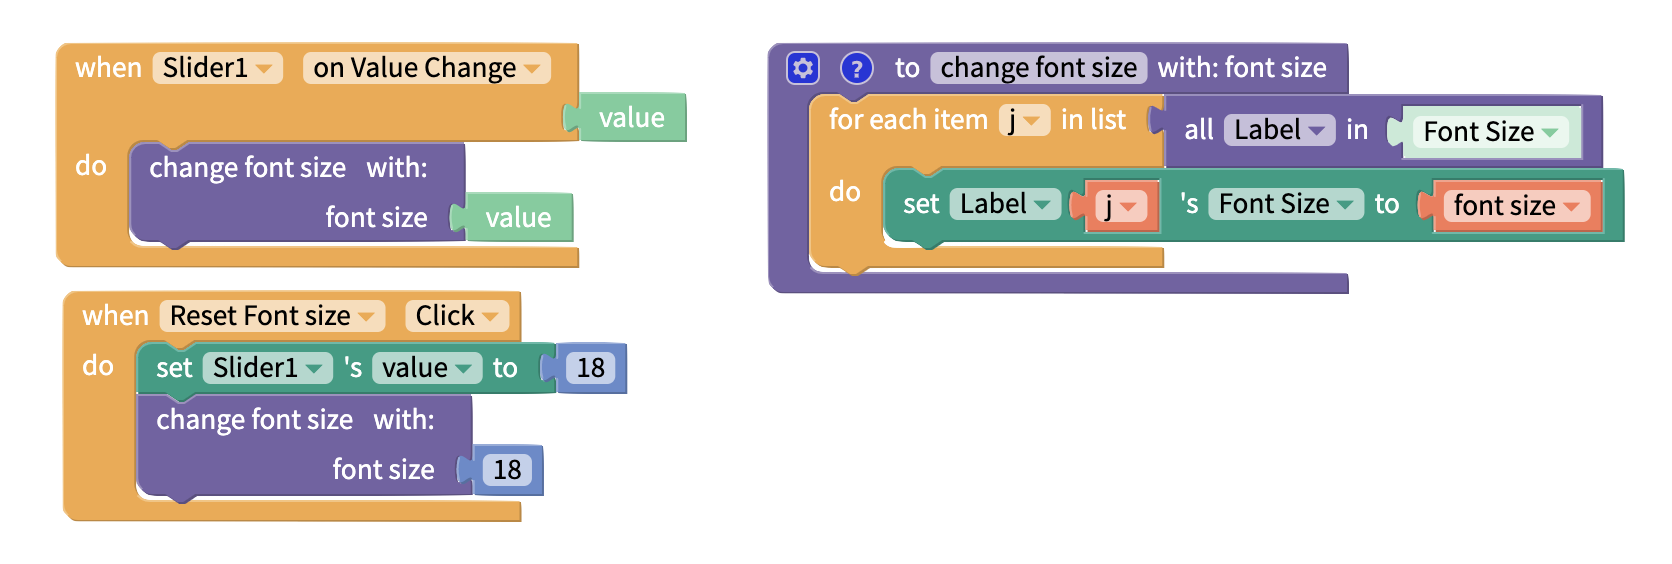 when Slider1 on Value Change
value
do change font size with:
font size value
when Reset Font size Click
do set Slider1 's value to 18
change font size with:
font size 18
? to change font size with: font size
for each item j in list all Label in Font Size
do set Label j 's Font Size to font size